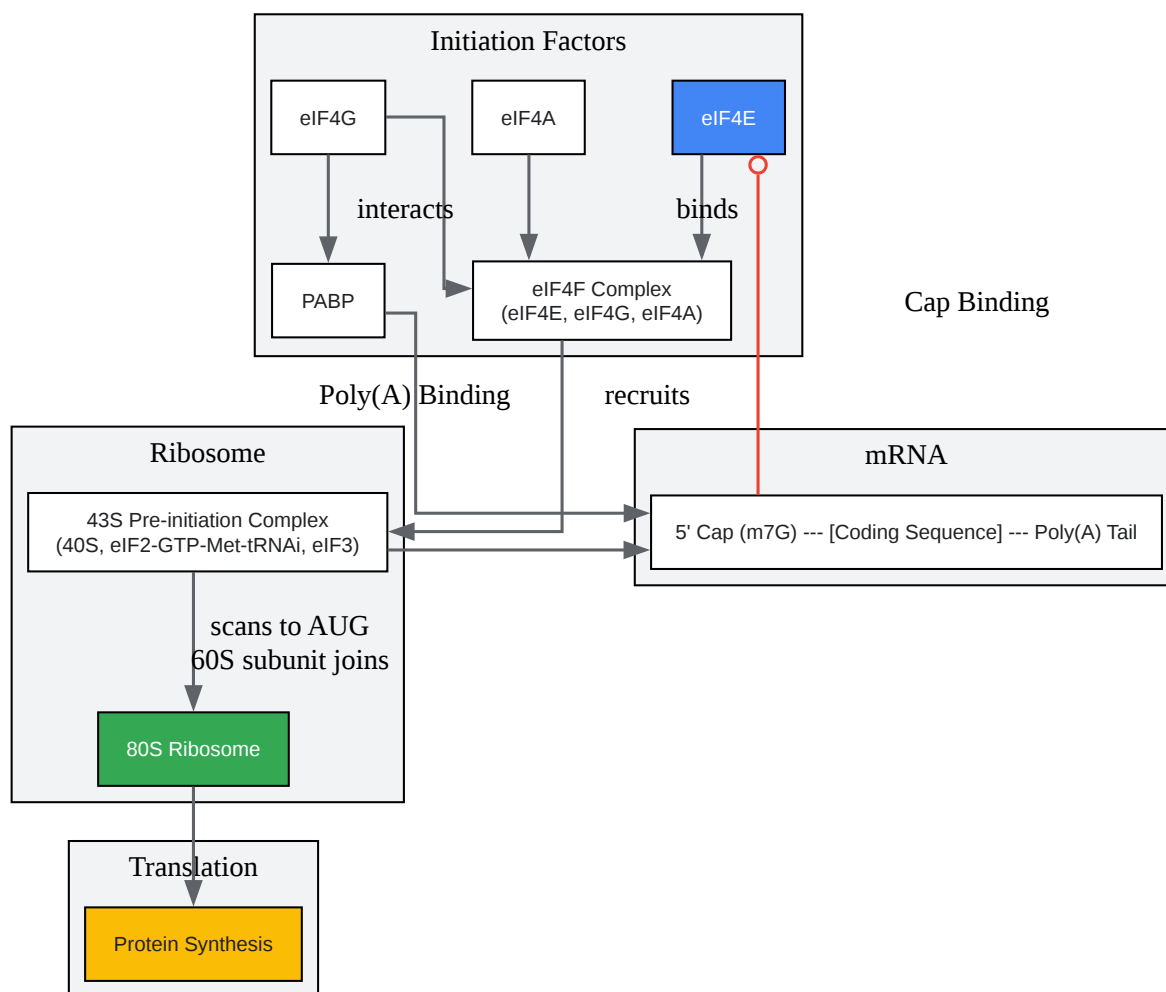 Initiation Factors
eIF4G
eIF4A
eIF4E
interacts
binds
PABP
eIF4F Complex
(eIF4E, eIF4G, eIF4A)
Cap Binding
Poly(A) Binding
recruits
Ribosome
mRNA
43S Pre-initiation Complex
(40S, eIF2-GTP-Met-tRNAi, eIF3)
5' Cap (m7G) --- [Coding Sequence] --- Poly(A) Tail
scans to AUG
60S subunit joins
80S Ribosome
Translation
Protein Synthesis